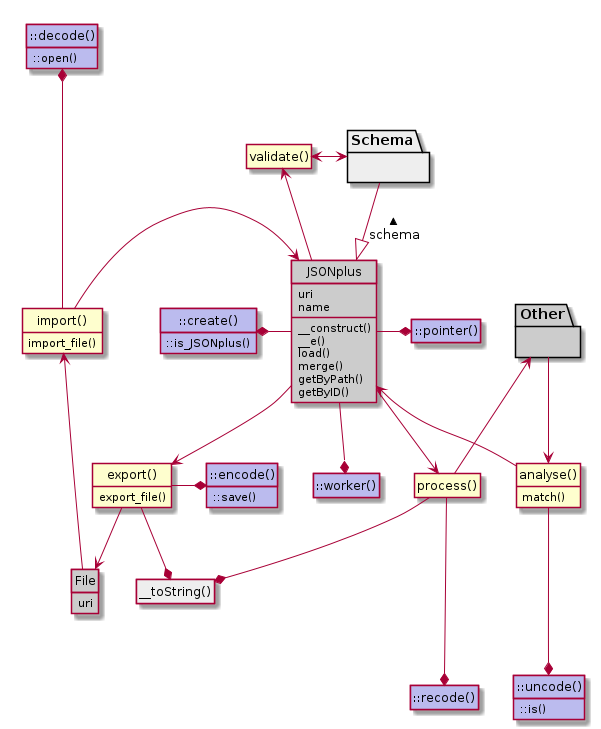 ::decode()
::open()
validate()
Schema
▲
schema
JSONplus
uri
name
__construct()
__e()
load()
merge()
getByPath()
getByID()
import()
import_file()
::create()
::is_JSONplus()
::pointer()
Other
export()
export_file()
::encode()
::save()
::worker()
process()
analyse()
match()
File
uri
__toString()
::recode()
::uncode()
::is()